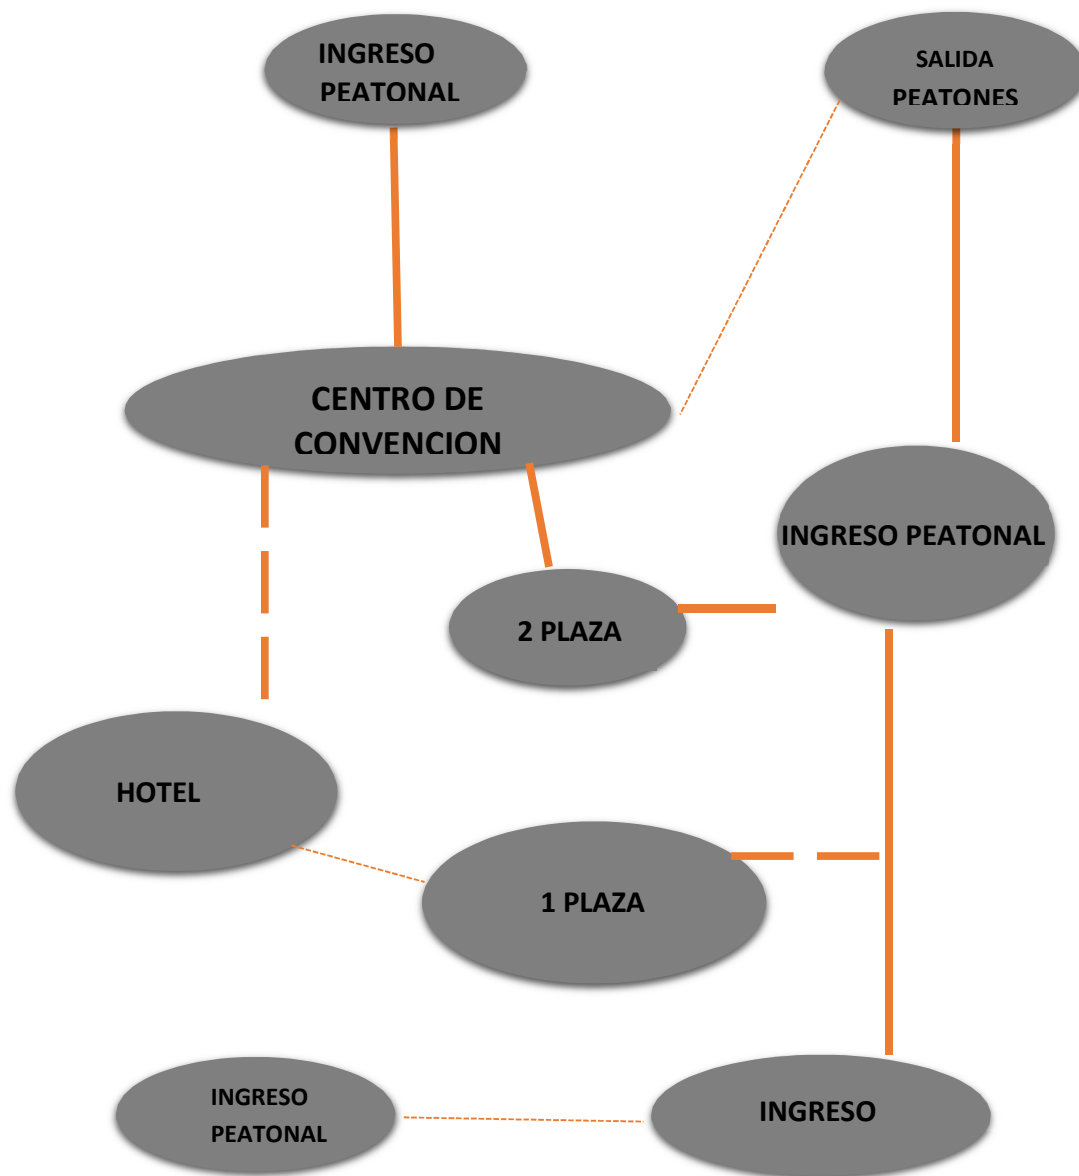 INGRESO
PEATONAL
SALIDA
PEATONES
CENTRO DE
CONVENCION
INGRESO PEATONAL
2 PLAZA
HOTEL
1 PLAZA
INGRESO
PEATONAL
INGRESO